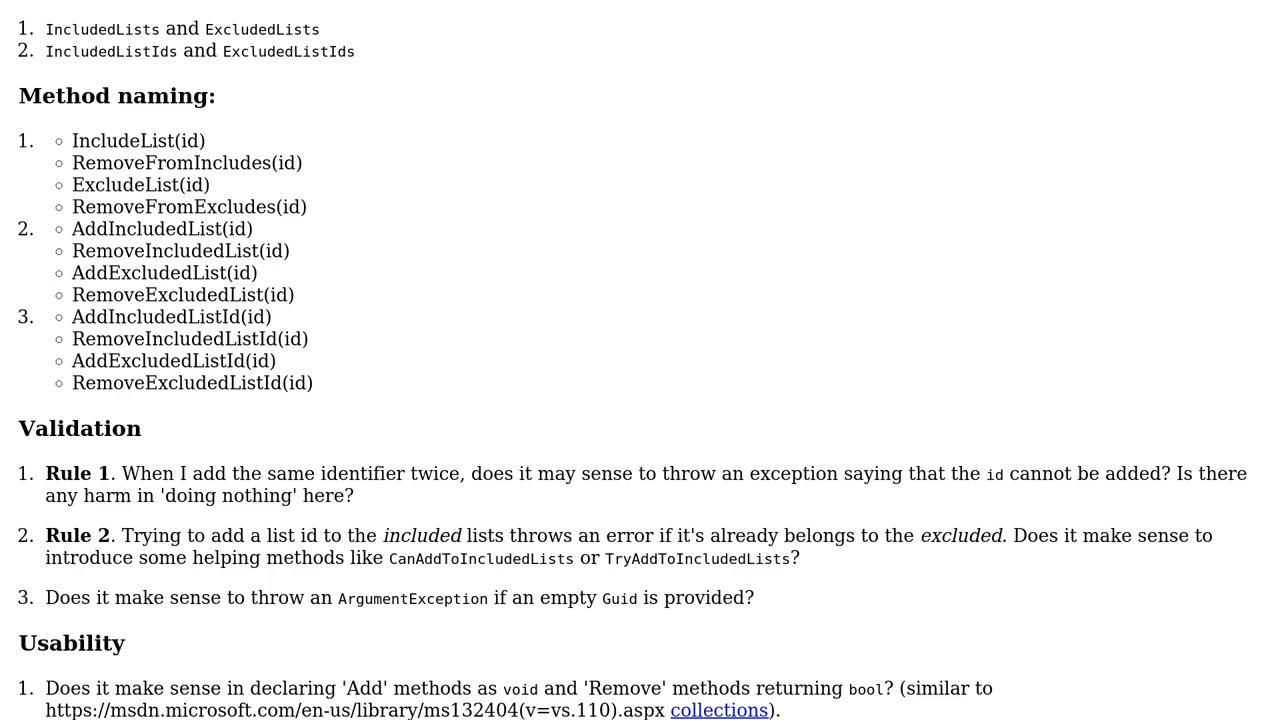 1. IncludedLists and ExcludedLists
2. IncludedListIds and ExcludedListIds
Method naming:
1. ◦ IncludeList(id)
◦ RemoveFromIncludes(id)
◦ ExcludeList(id)
◦ RemoveFromExcludes(id)
2. ◦ AddIncludedList(id)
◦ RemoveIncludedList(id)
◦ AddExcludedList(id)
◦ RemoveExcludedList(id)
3. ◦ AddIncludedListId(id)
◦ RemoveIncludedListId(id)
◦ AddExcludedListId(id)
◦ RemoveExcludedListId(id)
Validation
1. Rule 1. When I add the same identifier twice, does it may sense to throw an exception saying that the id cannot be added? Is there
any harm in 'doing nothing' here?
2. Rule 2. Trying to add a list id to the included lists throws an error if it's already belongs to the excluded. Does it make sense to
introduce some helping methods like CanAddToIncludedLists or TryAddToIncludedLists?
3. Does it make sense to throw an ArgumentException if an empty Guid is provided?
Usability
1. Does it make sense in declaring 'Add' methods as void and 'Remove' methods returning bool? (similar to
https://msdn.microsoft.com/en-us/library/ms132404(v=vs.110).aspx collections).